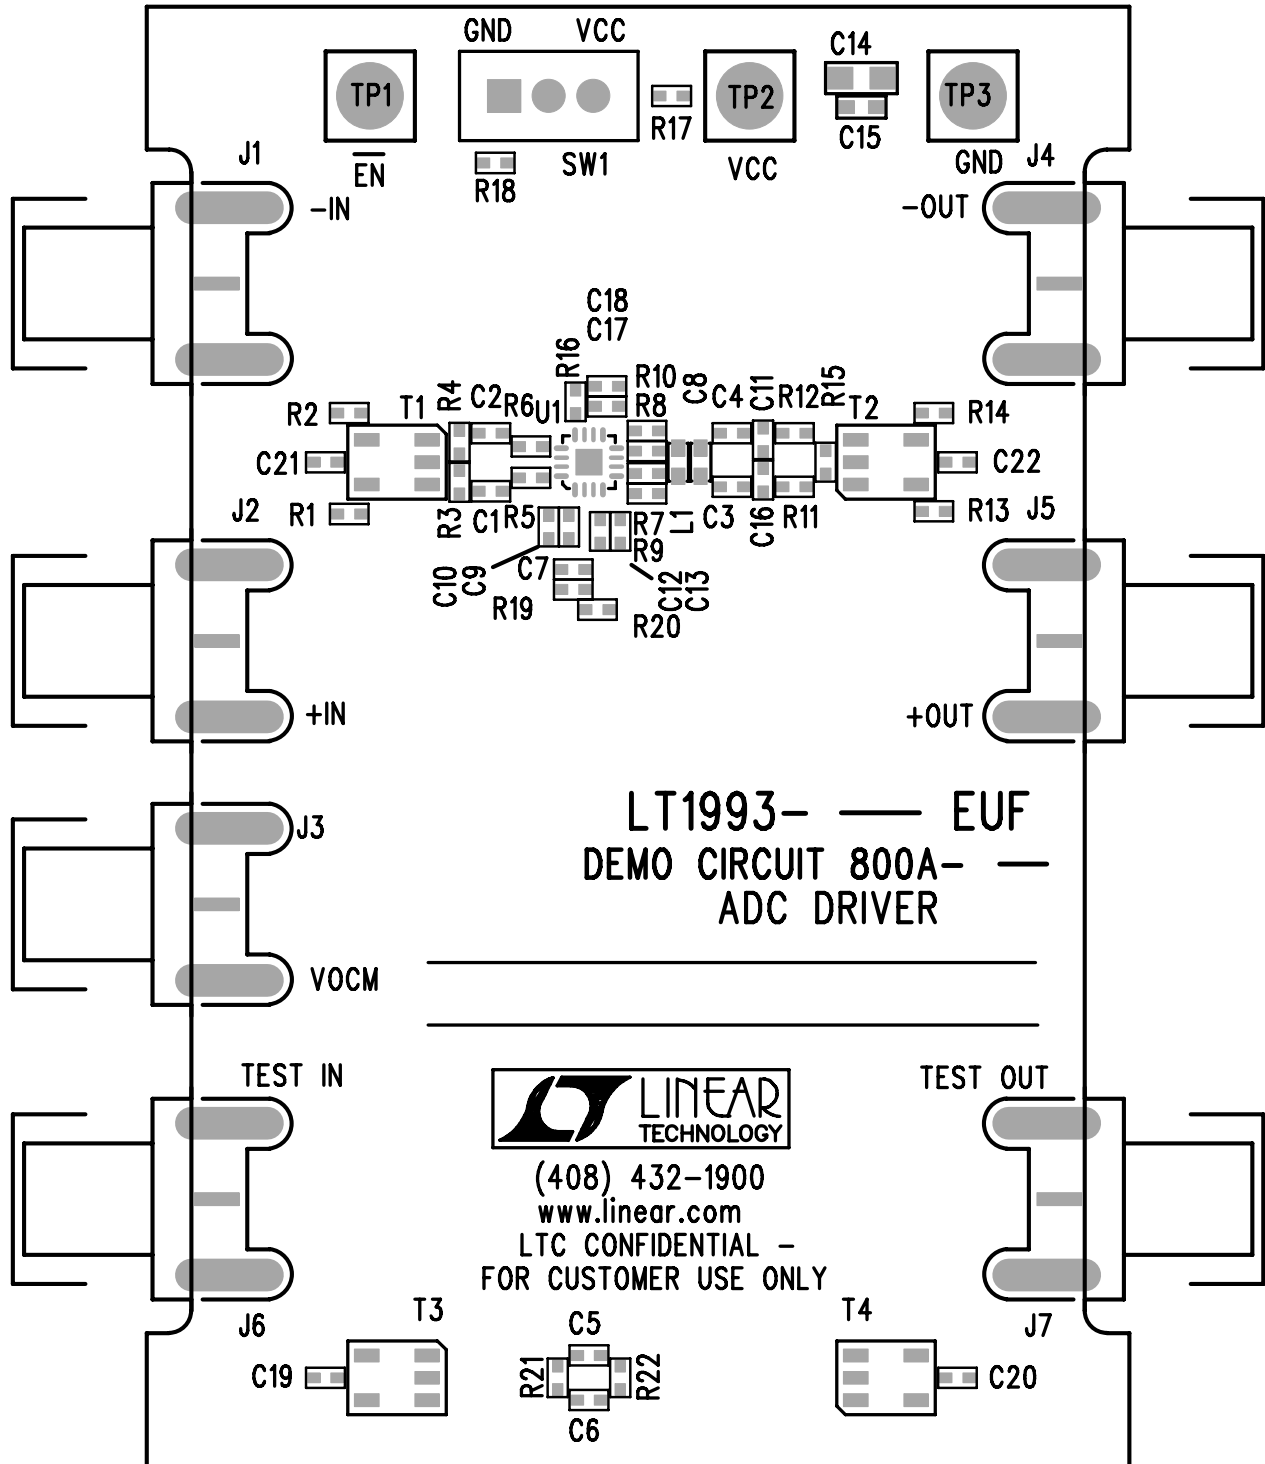 GND VCC
C14
TP1 TP2 TP3
R17 C15
EN R18 SW1 VCC GND
J1 J4
-IN -OUT
C18
C17
R16 R10 C8 C11 R15
R2 T1 R4 C2 R6 U1 R8 C4 R12 T2 R14
C21 C22
J2 R1 R3 C1 R5 R7 L1 C3 C16 R11 R13 J5
R9
C10 C9 C7 C12 C13
R19 R20
+IN +OUT
LT1993- — EUF
J3
DEMO CIRCUIT 800A- —
ADC DRIVER
VOCM
TEST IN TEST OUT
LINEAR
TECHNOLOGY
(408) 432-1900
www.linear.com
LTC CONFIDENTIAL -
FOR CUSTOMER USE ONLY
J6 T3 C5 T4 J7
C19 R21 R22 C20
C6